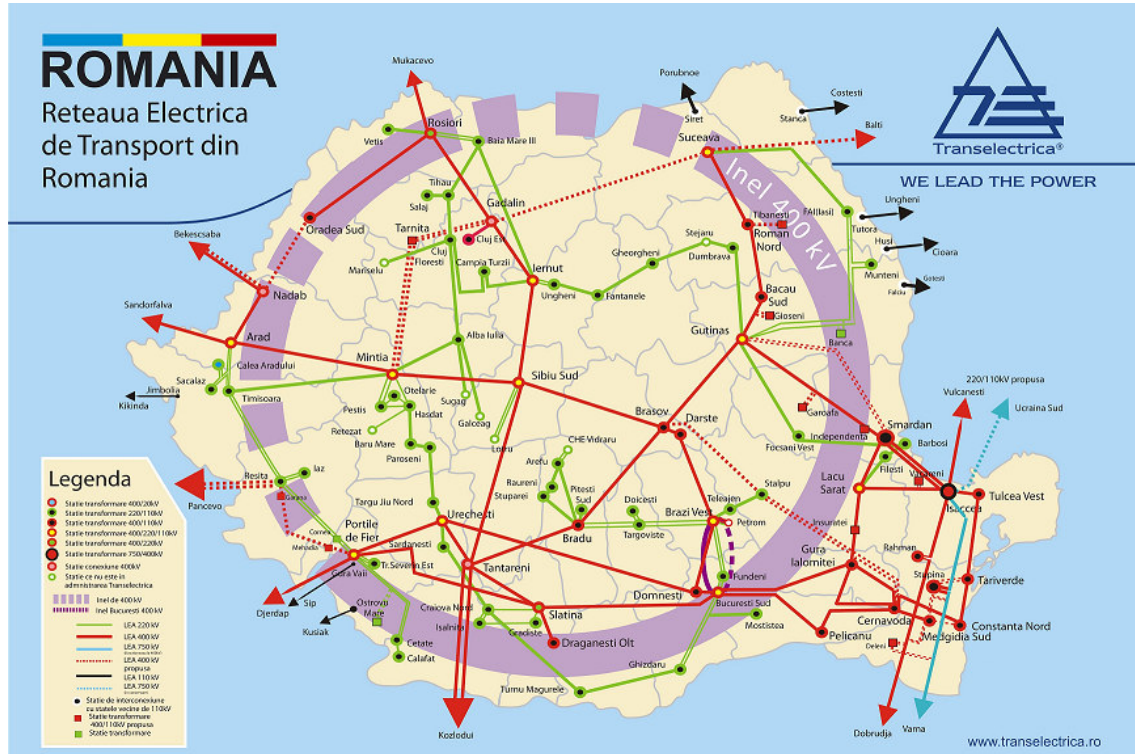 ROMANIA
Reteaua Electrica
de Transport din
Romania
Transelectrica®
WE LEAD THE POWER
Mukacevo
Porubnoe
Costesti
Siret
Stanca
Balti
Rosiori
Vetis
Baia Mare III
Suceava
Inel 400 kV
Tihau
Salaj
Gadalin
Ungheni
FAI(Iasi)
Tutora
Oradea Sud
Tarnita
Cluj Est
Cluj
Floresti
Tibanesti
Roman
Nord
Stejaru
Dumbrava
Husi
Cioara
Bekescsaba
Mariselu
Campia Turzii
Iernut
Gheorgheni
Munteni
Falciu
Gotesti
Nadab
Ungheni
Fantanele
Bacau
Sud
Gioseni
Sandorfalva
Arad
Alba Iulia
Gutinas
Banca
Calea Aradului
Mintia
Sibiu Sud
Jimbolia
Sacalaz
Kikinda
Timisoara
Otelarie
Pestis
Hasdat
Sugag
Galceag
Retezat
Baru Mare
Lotru
Brasov
Darste
Garoafa
Independenta
Focsani Vest
Smardan
Barbosi
Filesti
220/110kV propusa
Vulcanesti
Ucraina Sud
Paroseni
CHE Vidraru
Arefu
Raureni
Stuparei
Pitesti
Sud
Lacu
Sarat
Isaccea
Tulcea Vest
Resita
Iaz
Pancevo
Targu Jiu Nord
Urechesti
Doicesti
Targoviste
Teleajen
Stalpu
Brazi Vest
Petrom
Insuratei
Portile
de Fier
Mehadia
Gura Vaii
Sardanesti
Tr.Severin Est
Bradu
Tantareni
Fundeni
Gura
Ialomitei
Rahman
Stupina
Tariverde
Djerdap
Sip
Ostrovu
Mare
Kusiak
Craiova Nord
Isalnita
Slatina
Gradiste
Draganesti Olt
Domnesti
Bucuresti Sud
Mostistea
Pelicanu
Cernavoda
Medgidia Sud
Constanta Nord
Deleni
Cetate
Calafat
Ghizdaru
Turnu Magurele
Kozlodui
Dobrudja
Varna
Legenda
Statie transformare 400/20kV
Statie transformare 220/110kV
Statie transformare 400/110kV
Statie transformare 400/220/110kV
Statie transformare 400/220kV
Statie transformare 750/400kV
Statie conexiune 400kV
Statie ce nu este in
admnistrarea Transelectrica
Inel de 400 kV
Inel Bucuresti 400 kV
LEA 220 kV
LEA 400 kV
LEA 750 kV
LEA 400 kV
propusa
LEA 110 kV
LEA 750 kV
Statie de interconexiune
cu statele vecine de 110kV
Statie transformare
400/110kV propusa
Statie transformare
www.transelectrica.ro